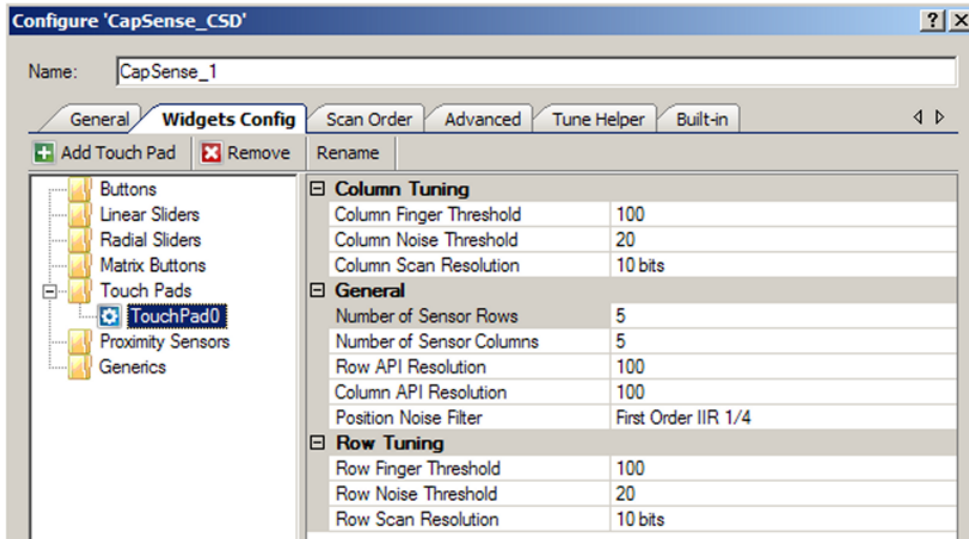 Configure 'CapSense_CSD'
Name: CapSense_1
General Widgets Config Scan Order Advanced Tune Helper Built-in
Add Touch Pad Remove Rename
Buttons
Linear Sliders
Radial Sliders
Matrix Buttons
Touch Pads
TouchPad0
Proximity Sensors
Generics
Column Tuning
Column Finger Threshold 100
Column Noise Threshold 20
Column Scan Resolution 10 bits
General
Number of Sensor Rows 5
Number of Sensor Columns 5
Row API Resolution 100
Column API Resolution 100
Position Noise Filter First Order IIR 1/4
Row Tuning
Row Finger Threshold 100
Row Noise Threshold 20
Row Scan Resolution 10 bits